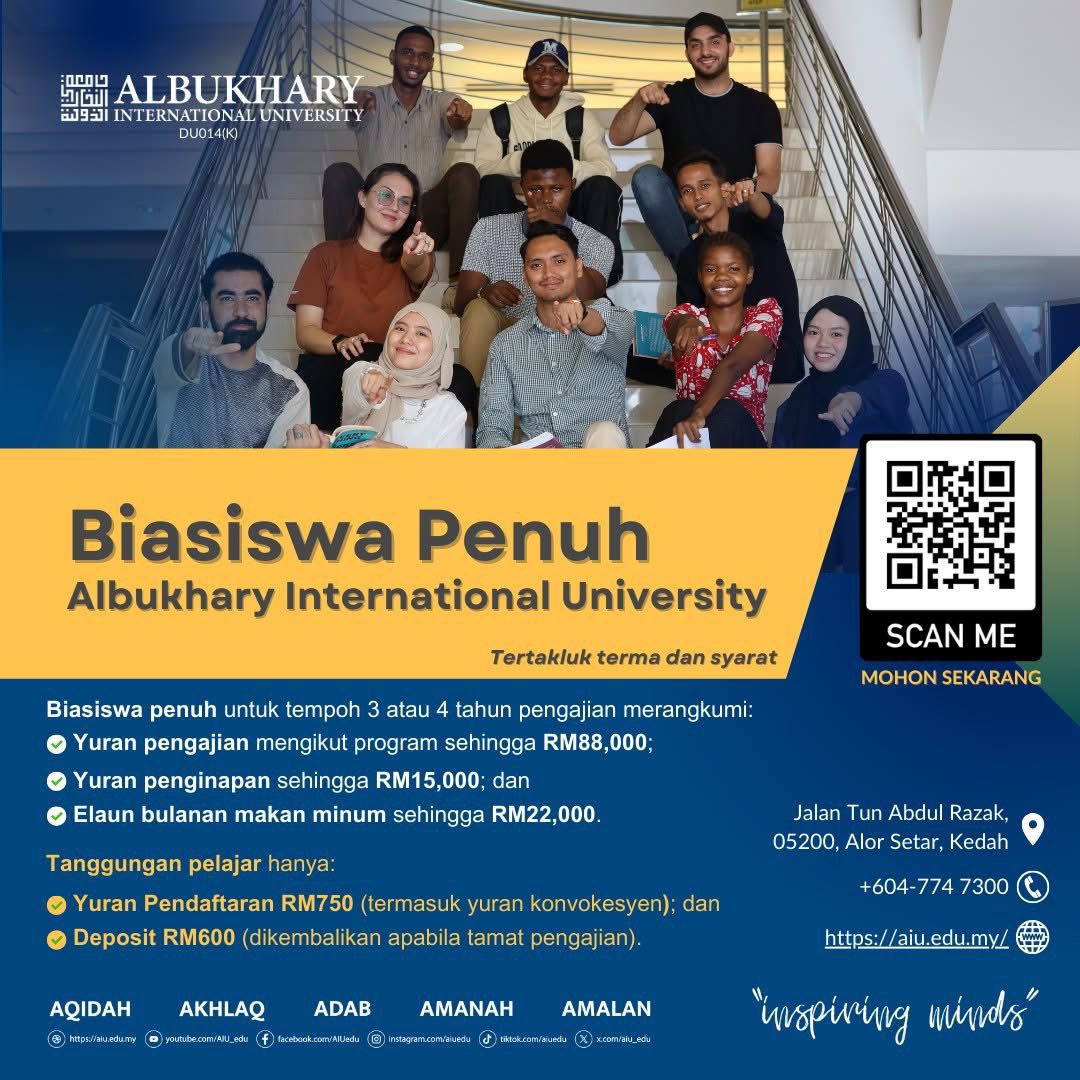 ALBUKHARY
INTERNATIONAL UNIVERSITY
DU014(K)
Biasiswa Penuh
Albukhary International University
Tertakluk terma dan syarat
SCAN ME
MOHON SEKARANG
Biasiswa penuh untuk tempoh 3 atau 4 tahun pengajian merangkumi:
Yuran pengajian mengikut program sehingga RM88,000;
Yuran penginapan sehingga RM15,000; dan
Elaun bulanan makan minum sehingga RM22,000.
Tanggungan pelajar hanya:
Yuran Pendaftaran RM750 (termasuk yuran konvokesyen); dan
Deposit RM600 (dikembalikan apabila tamat pengajian).
Jalan Tun Abdul Razak,
05200, Alor Setar, Kedah
+604-774 7300
https://aiu.edu.my/
AQIDAH AKHLAQ ADAB AMANAH AMALAN
https://aiu.edu.my youtube.com/AIU_edu facebook.com/AIUedu instagram.com/aiuedu tiktok.com/aiuedu x.com/aiu_edu
"inspiring minds"